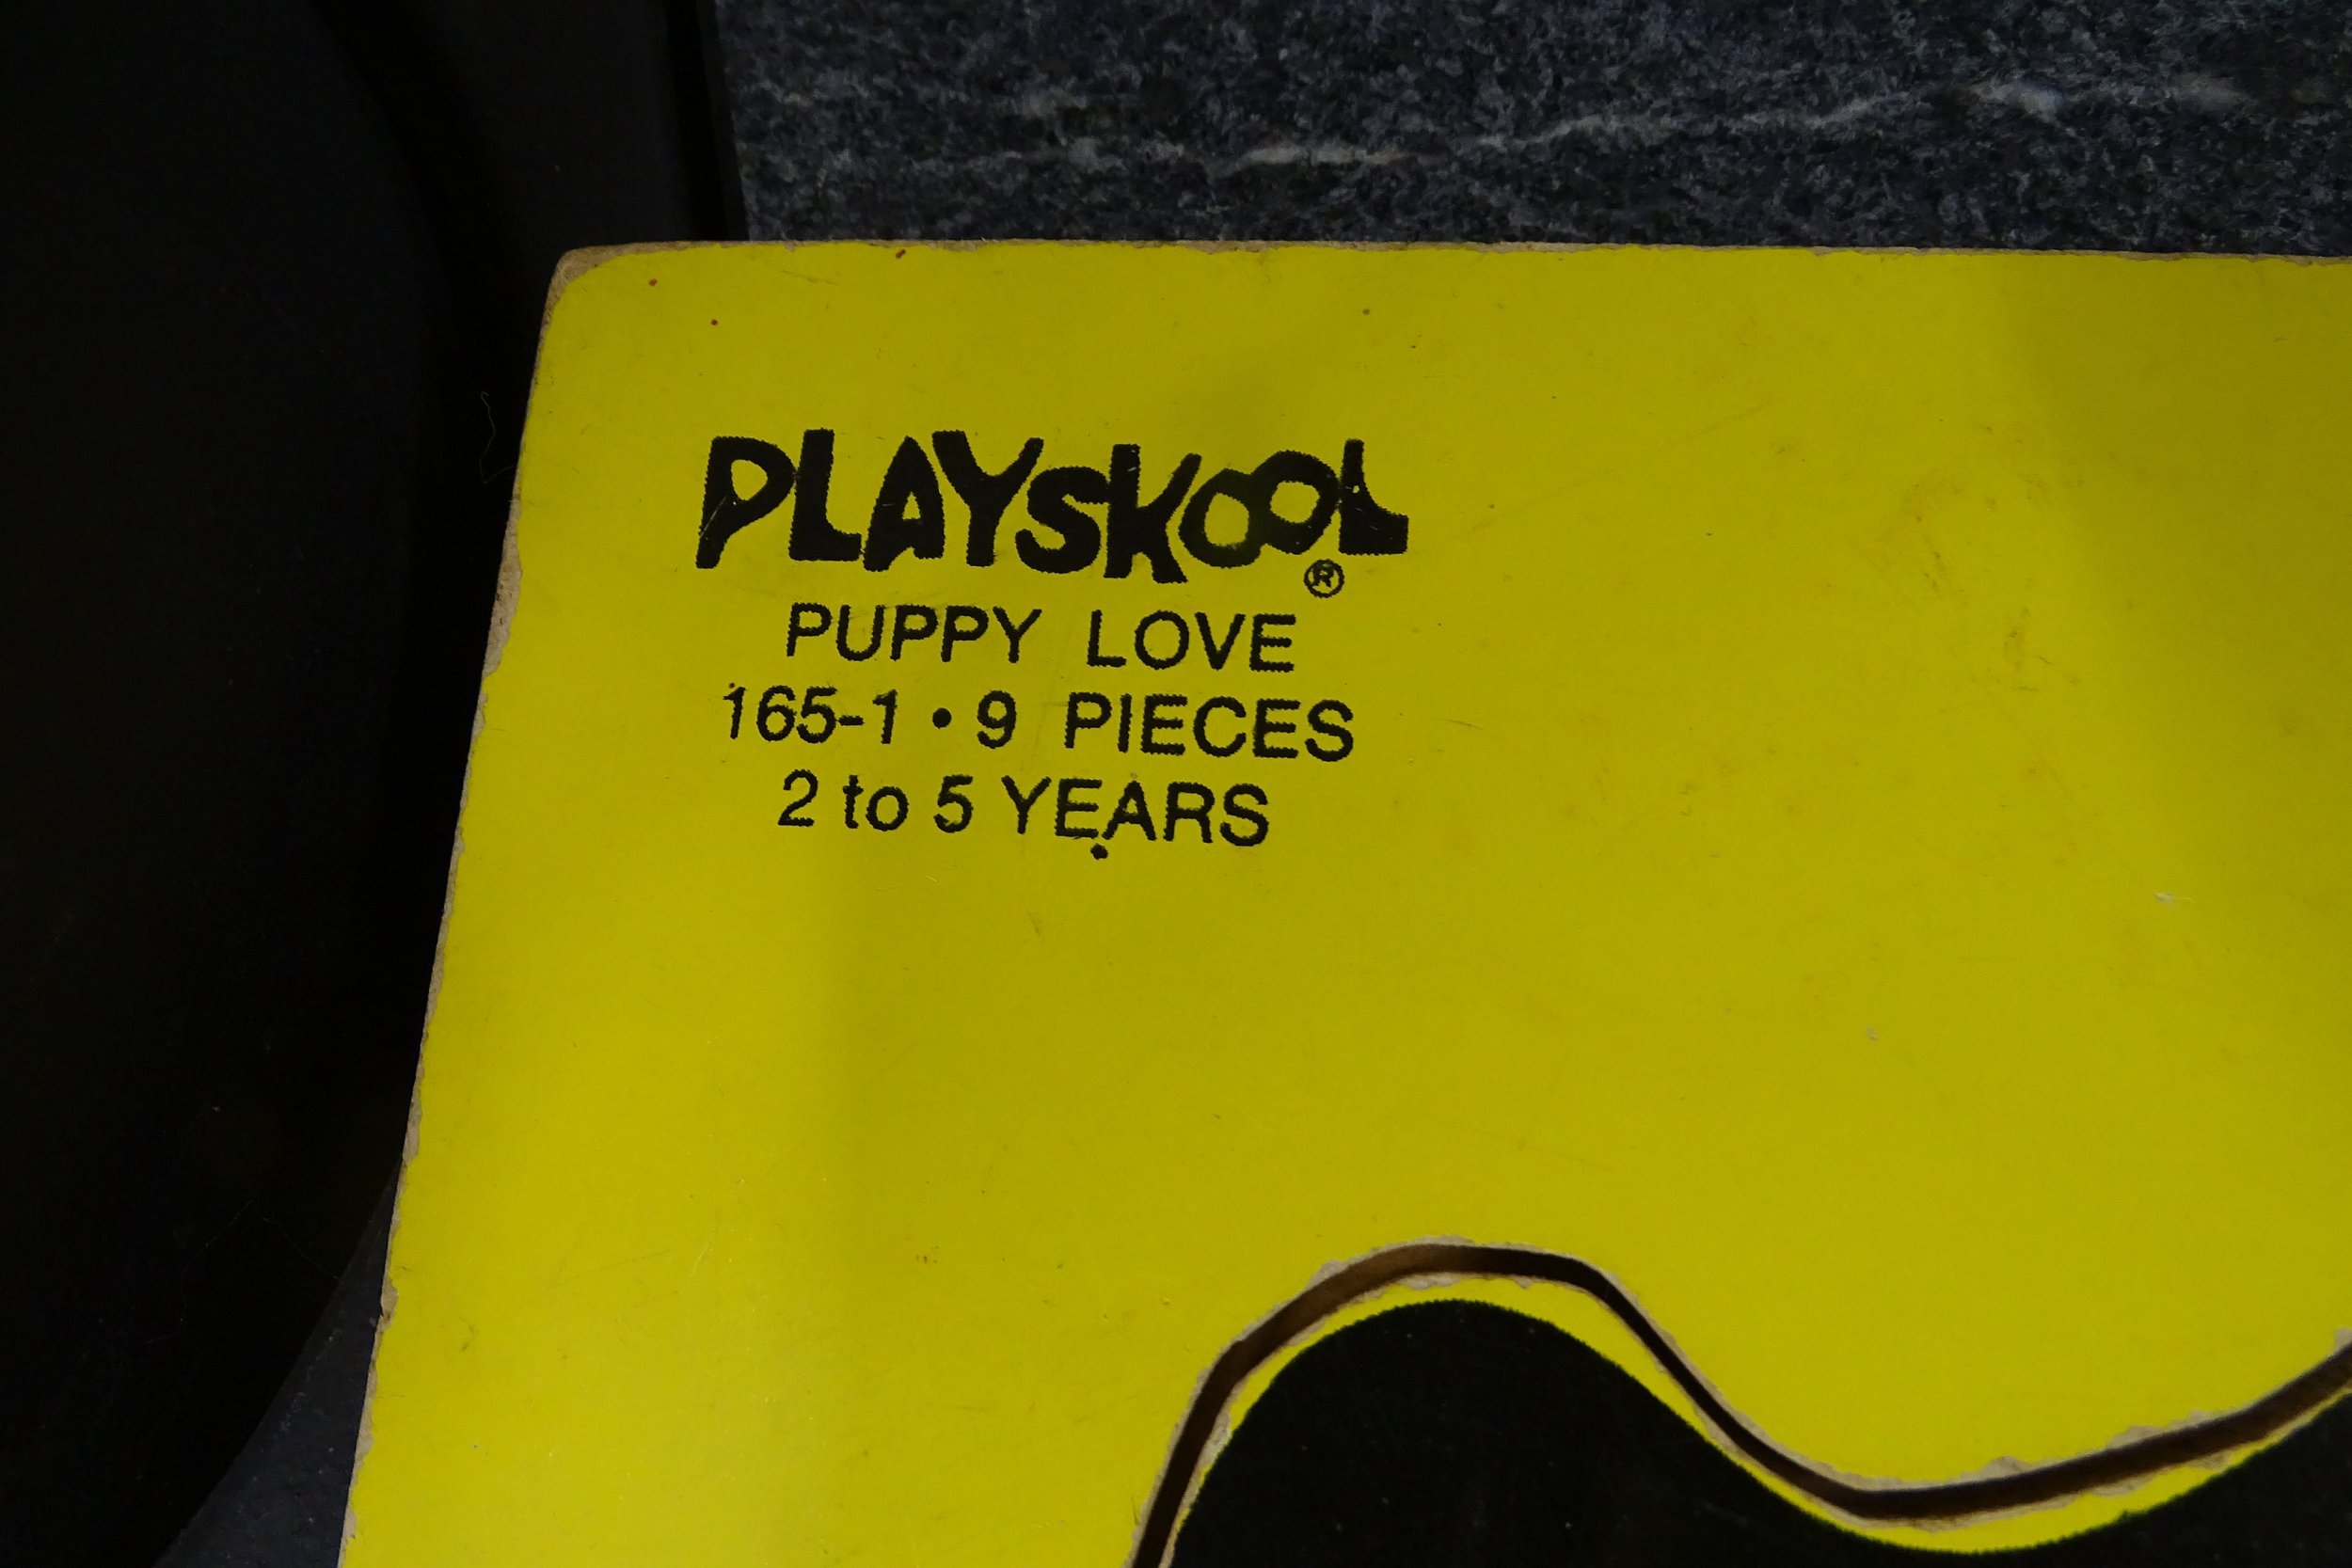 PLAYSKOOL®
PUPPY LOVE
165-1 • 9 PIECES
2 to 5 YEARS